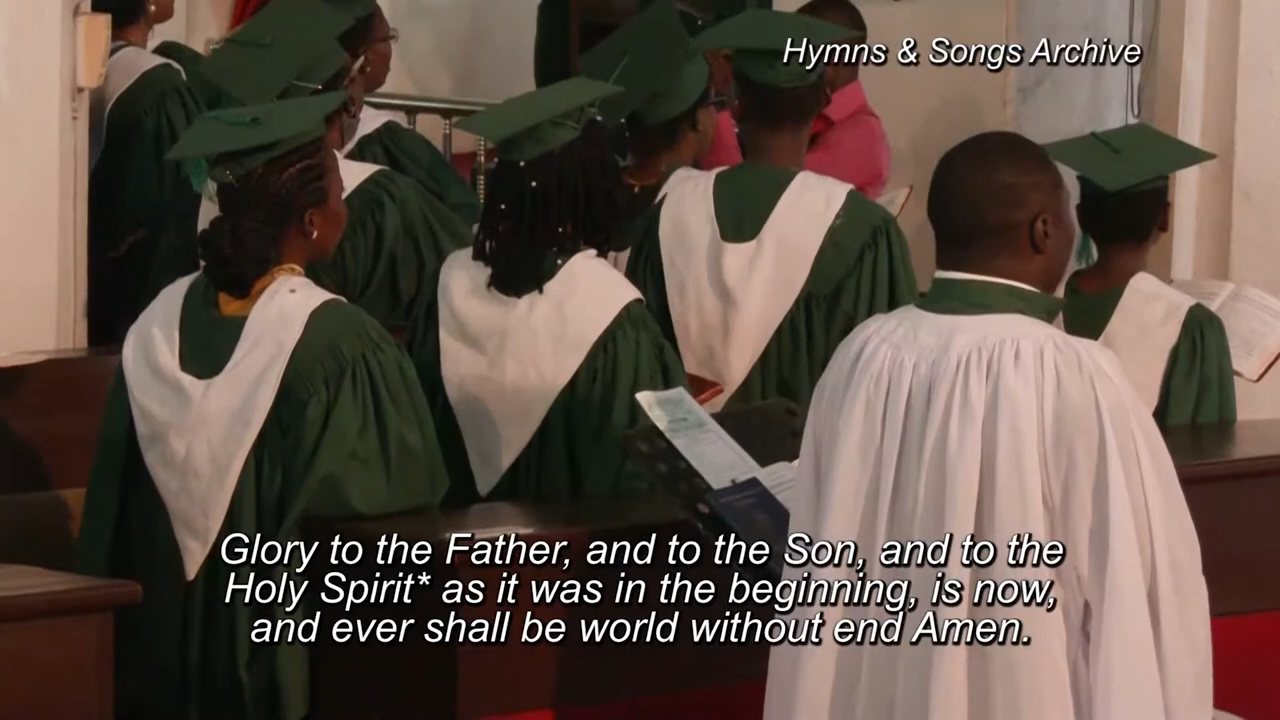 Hymns & Songs Archive
Glory to the Father, and to the Son, and to the
Holy Spirit* as it was in the beginning, is now,
and ever shall be world without end Amen.